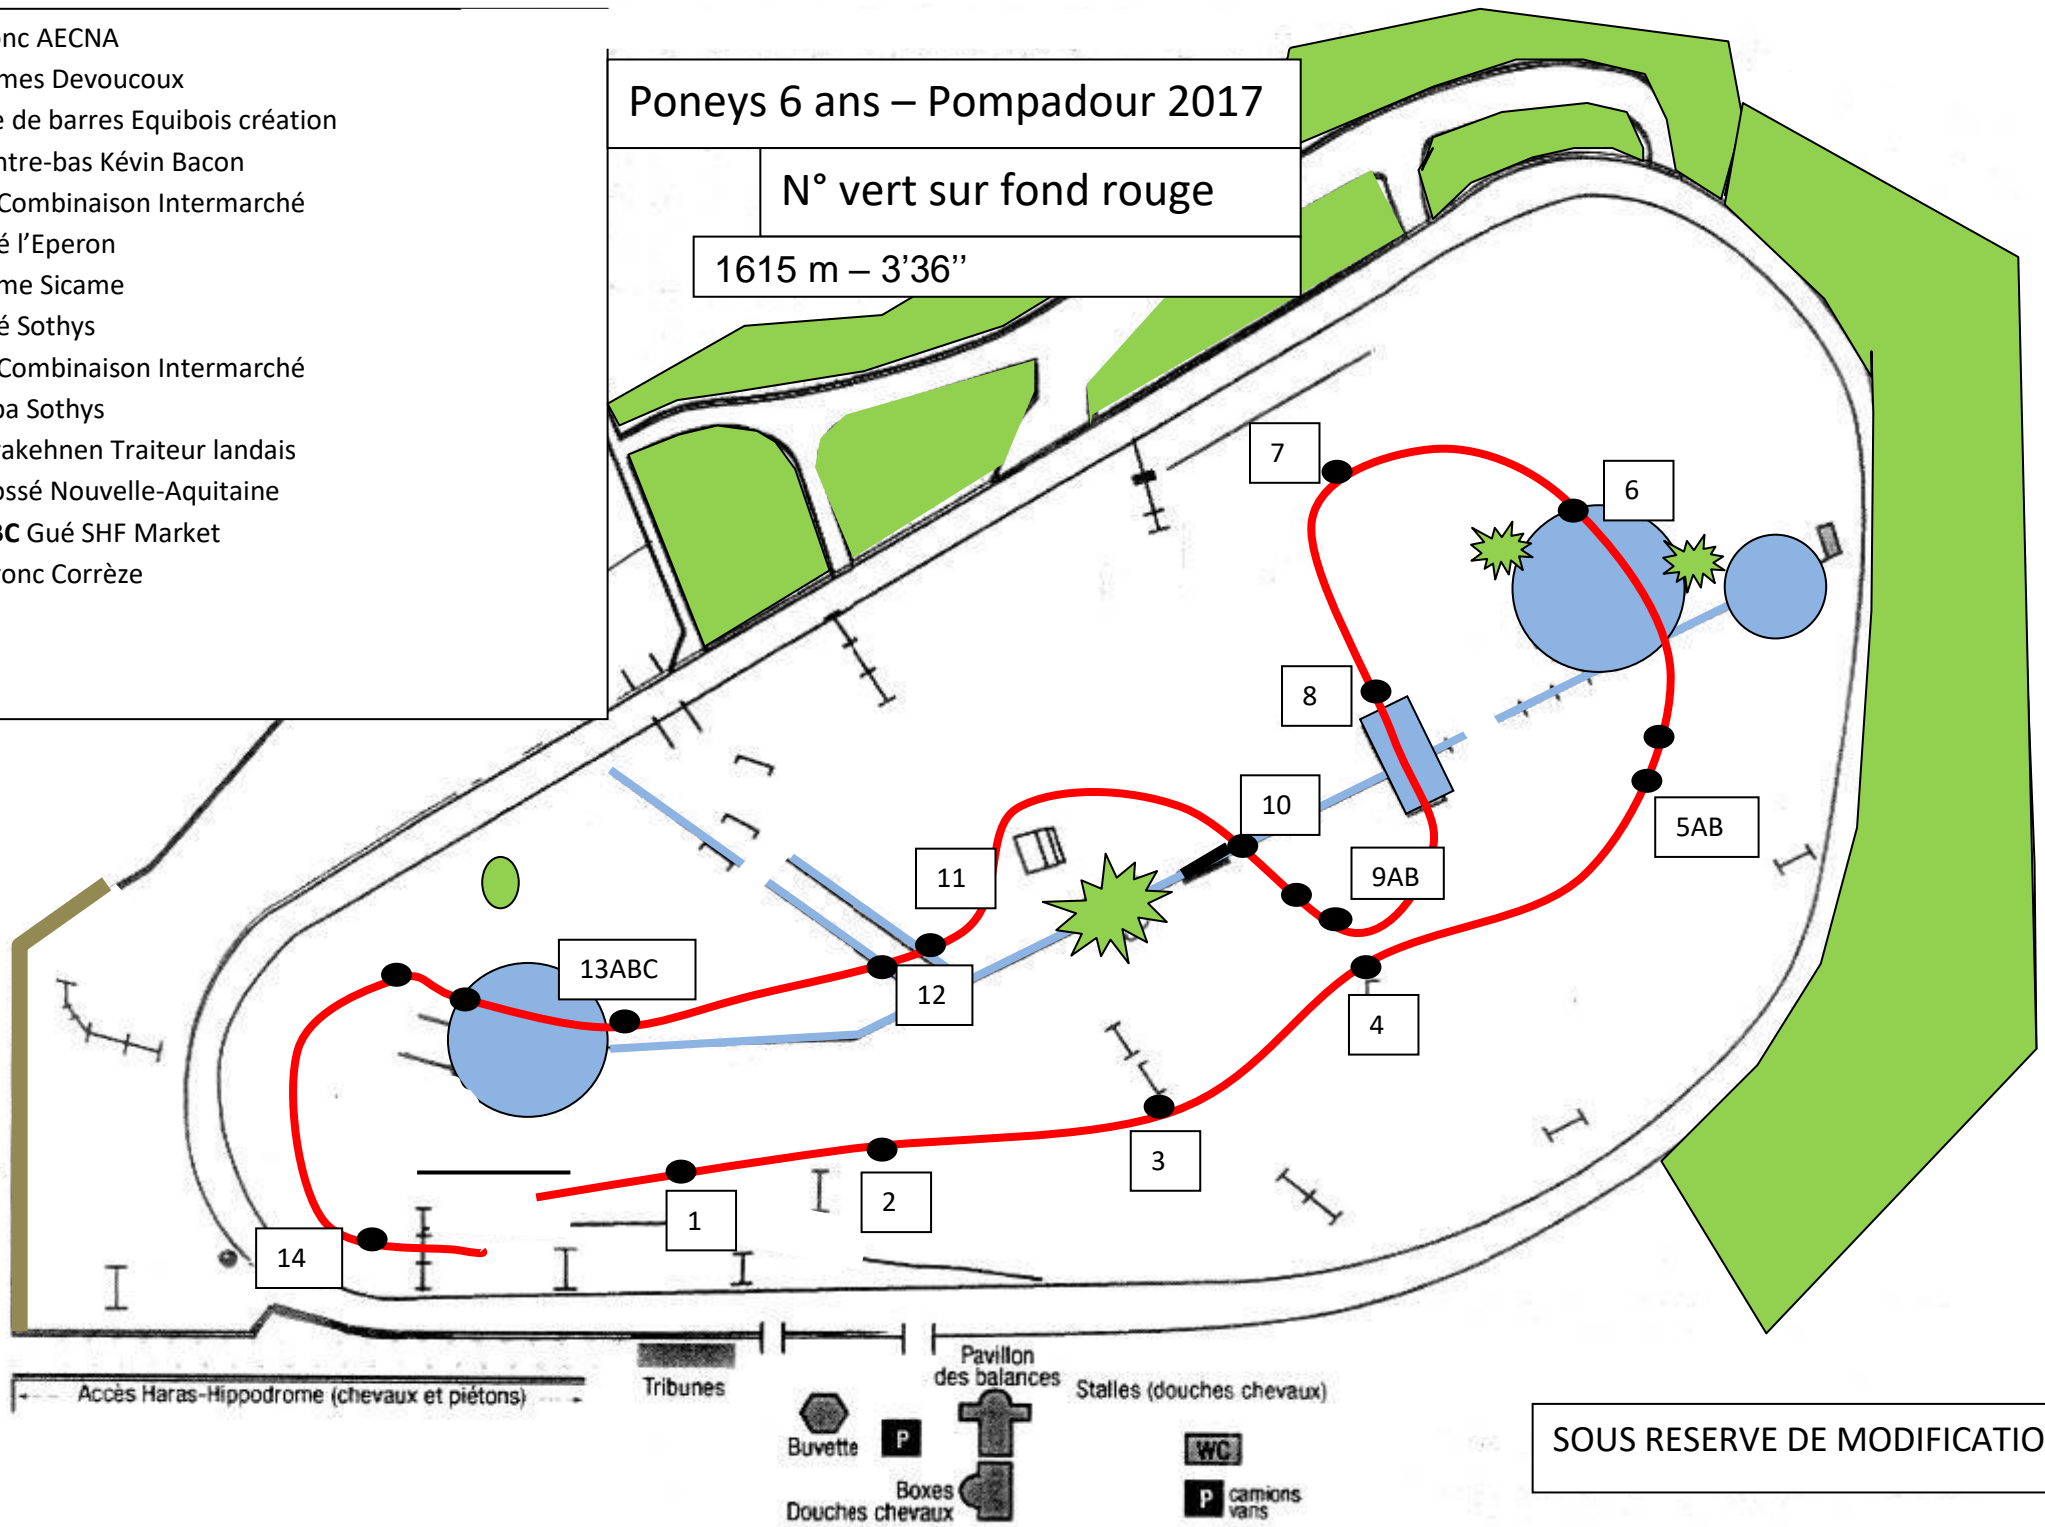 onc AECNA
mes Devoucoux
e de barres Equibois création
ntre-bas Kévin Bacon
Combinaison Intermarché
é l’Eperon
me Sicame
é Sothys
Combinaison Intermarché
pa Sothys
rakehnen Traiteur landais
ossé Nouvelle-Aquitaine
BC Gué SHF Market
ronc Corrèze
Poneys 6 ans – Pompadour 2017
N° vert sur fond rouge
1615 m – 3’36’’
7
6
8
10
5AB
11
9AB
13ABC
12
4
3
2
1
14
Accès Haras-Hippodrome (chevaux et piétons)
Tribunes
Pavillon
des balances
Stalles (douches chevaux)
Buvette
P
WC
Boxes
Douches chevaux
P
camions
vans
SOUS RESERVE DE MODIFICATIO